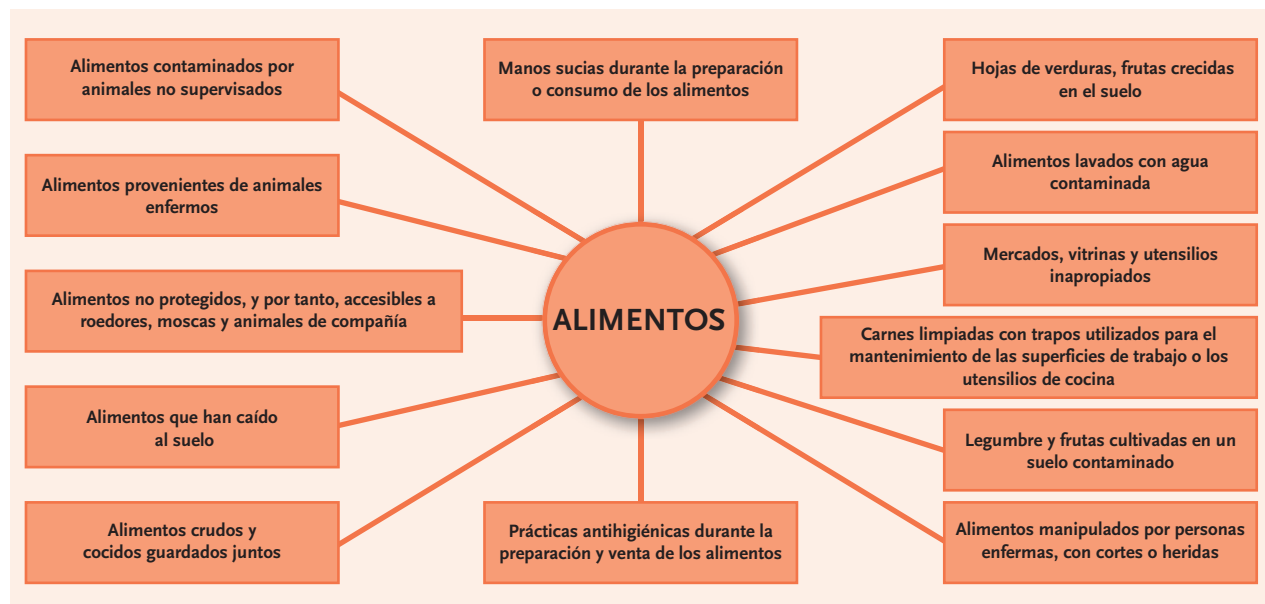 Alimentos contaminados por
animales no supervisados
Alimentos provenientes de animales
enfermos
Alimentos no protegidos, y por tanto, accesibles a
roedores, moscas y animales de compañía
Alimentos que han caído
al suelo
Alimentos crudos y
cocidos guardados juntos
Manos sucias durante la preparación
o consumo de los alimentos
ALIMENTOS
Prácticas antihigiénicas durante la
preparación y venta de los alimentos
Hojas de verduras, frutas crecidas
en el suelo
Alimentos lavados con agua
contaminada
Mercados, vitrinas y utensilios
inapropiados
Carnes limpiadas con trapos utilizados para el
mantenimiento de las superficies de trabajo o los
utensilios de cocina
Legumbre y frutas cultivadas en un
suelo contaminado
Alimentos manipulados por personas
enfermas, con cortes o heridas